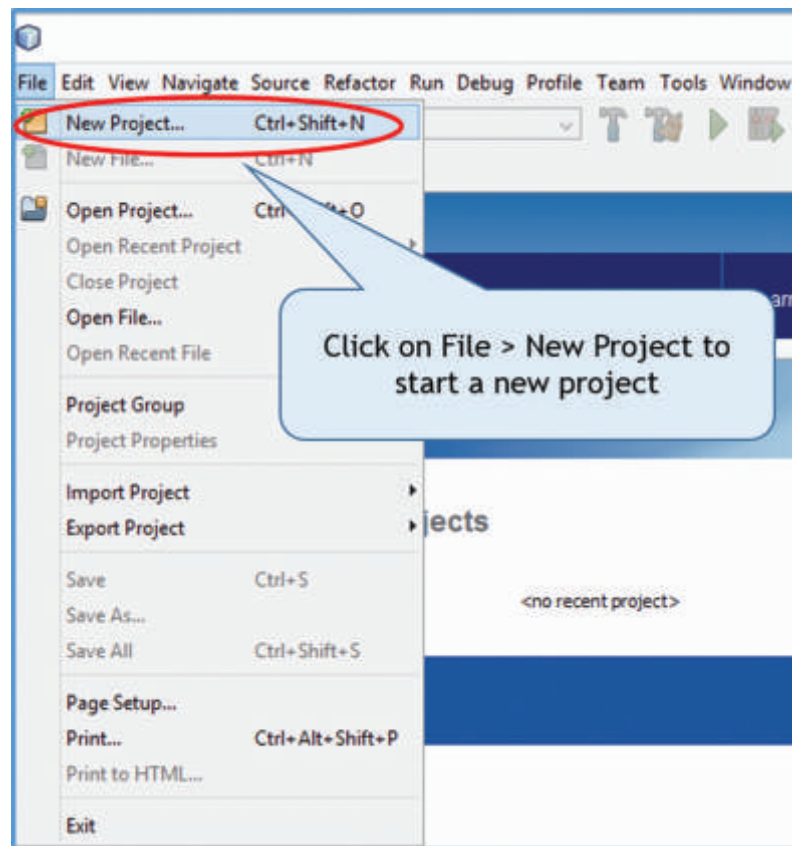 File Edit View Navigate Source Refactor Run Debug Profile Team Tools Window
New Project... Ctrl+Shift+N
New File... Ctrl+N
Open Project...
Open Recent Project
Close Project
Open File...
Open Recent File
Click on File > New Project to
start a new project
Project Group
Project Properties
Import Project
Export Project
jects
Save Ctrl+S
<no recent project>
Save As...
Save All Ctrl+Shift+S
Page Setup...
Print... Ctrl+Alt+Shift+P
Print to HTML...
Exit